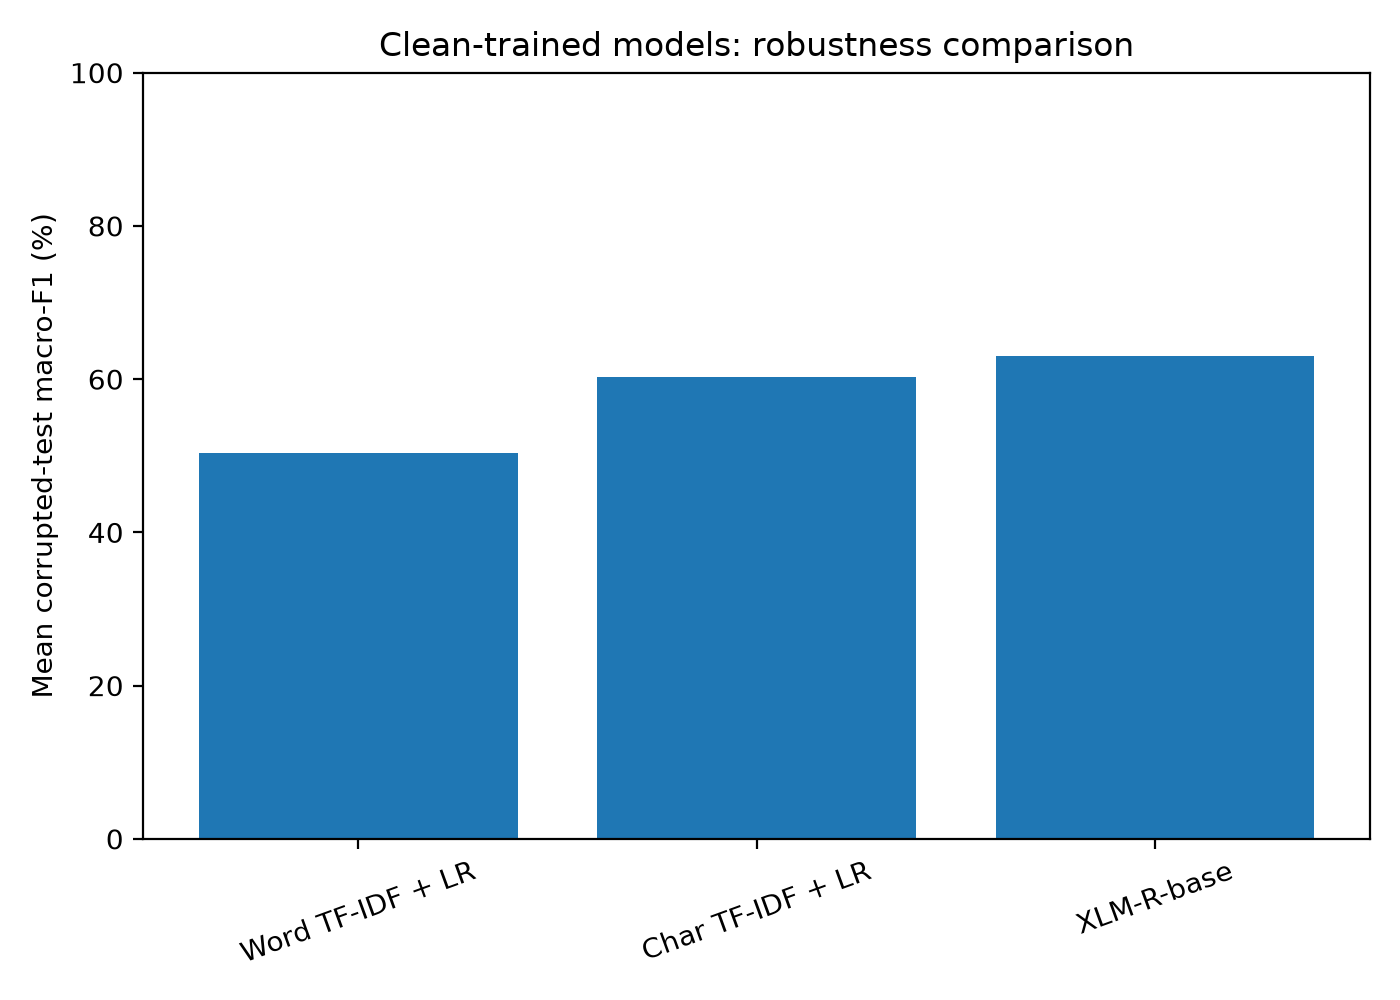 Clean-trained models: robustness comparison
Mean corrupted-test macro-F1 (%)
100
80
60
40
20
0
Word TF-IDF + LR
Char TF-IDF + LR
XLM-R-base